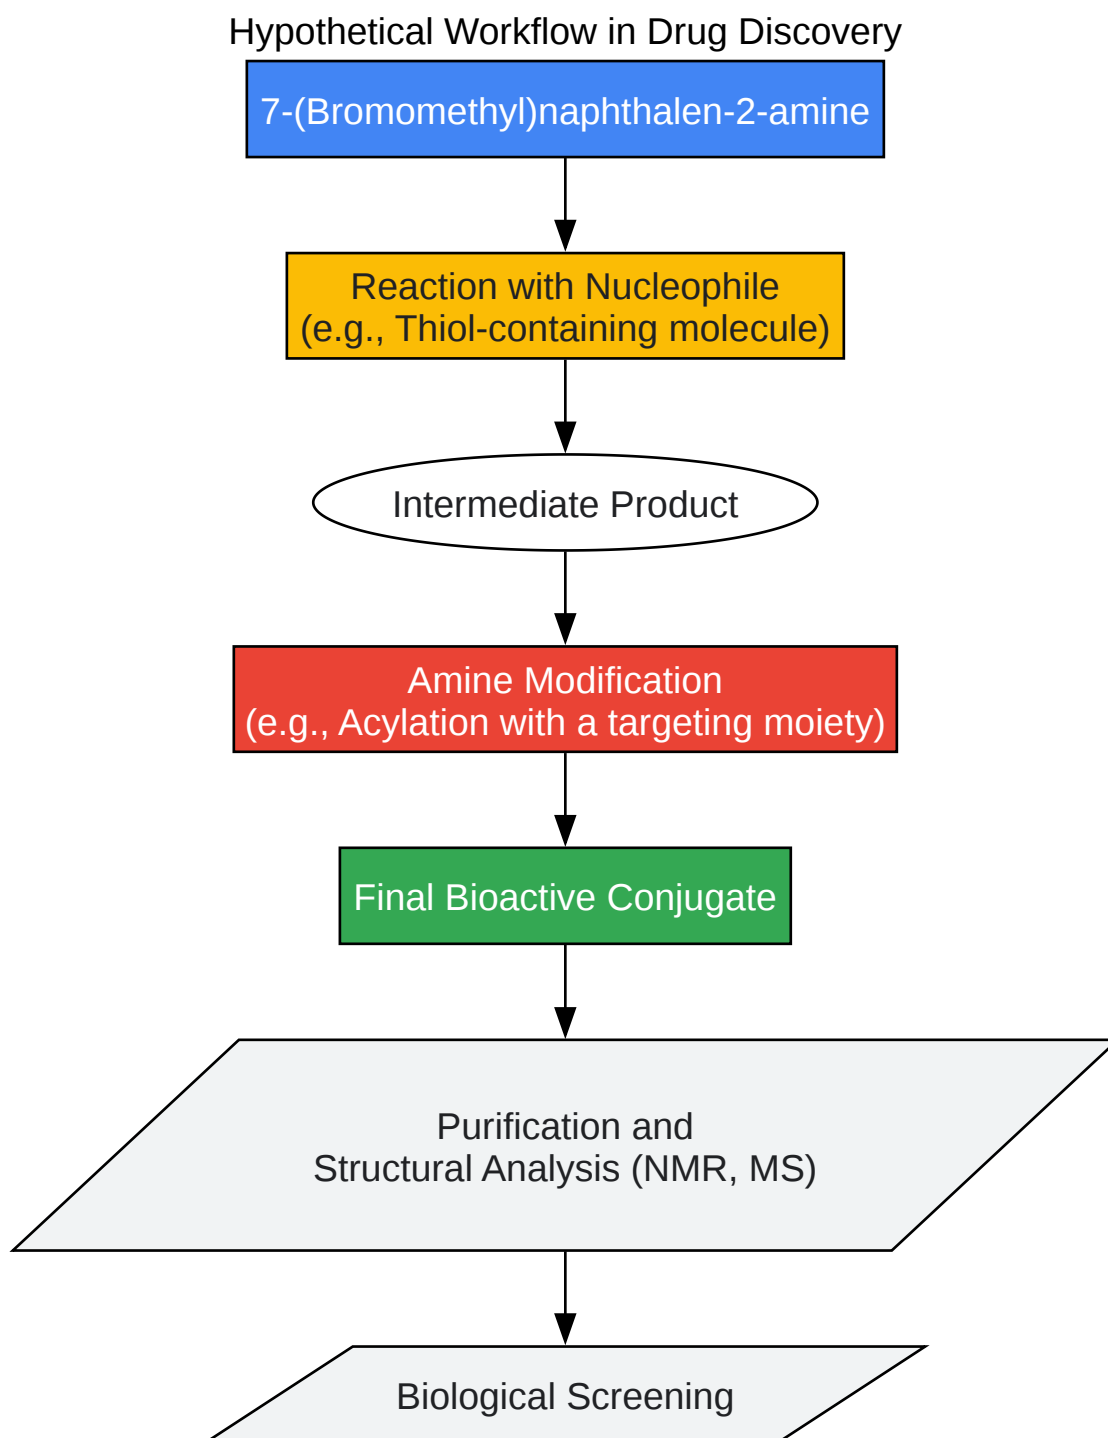 Hypothetical Workflow in Drug Discovery
7-(Bromomethyl)naphthalen-2-amine
Reaction with Nucleophile
(e.g., Thiol-containing molecule)
Intermediate Product
Amine Modification
(e.g., Acylation with a targeting moiety)
Final Bioactive Conjugate
Purification and
Structural Analysis (NMR, MS)
Biological Screening